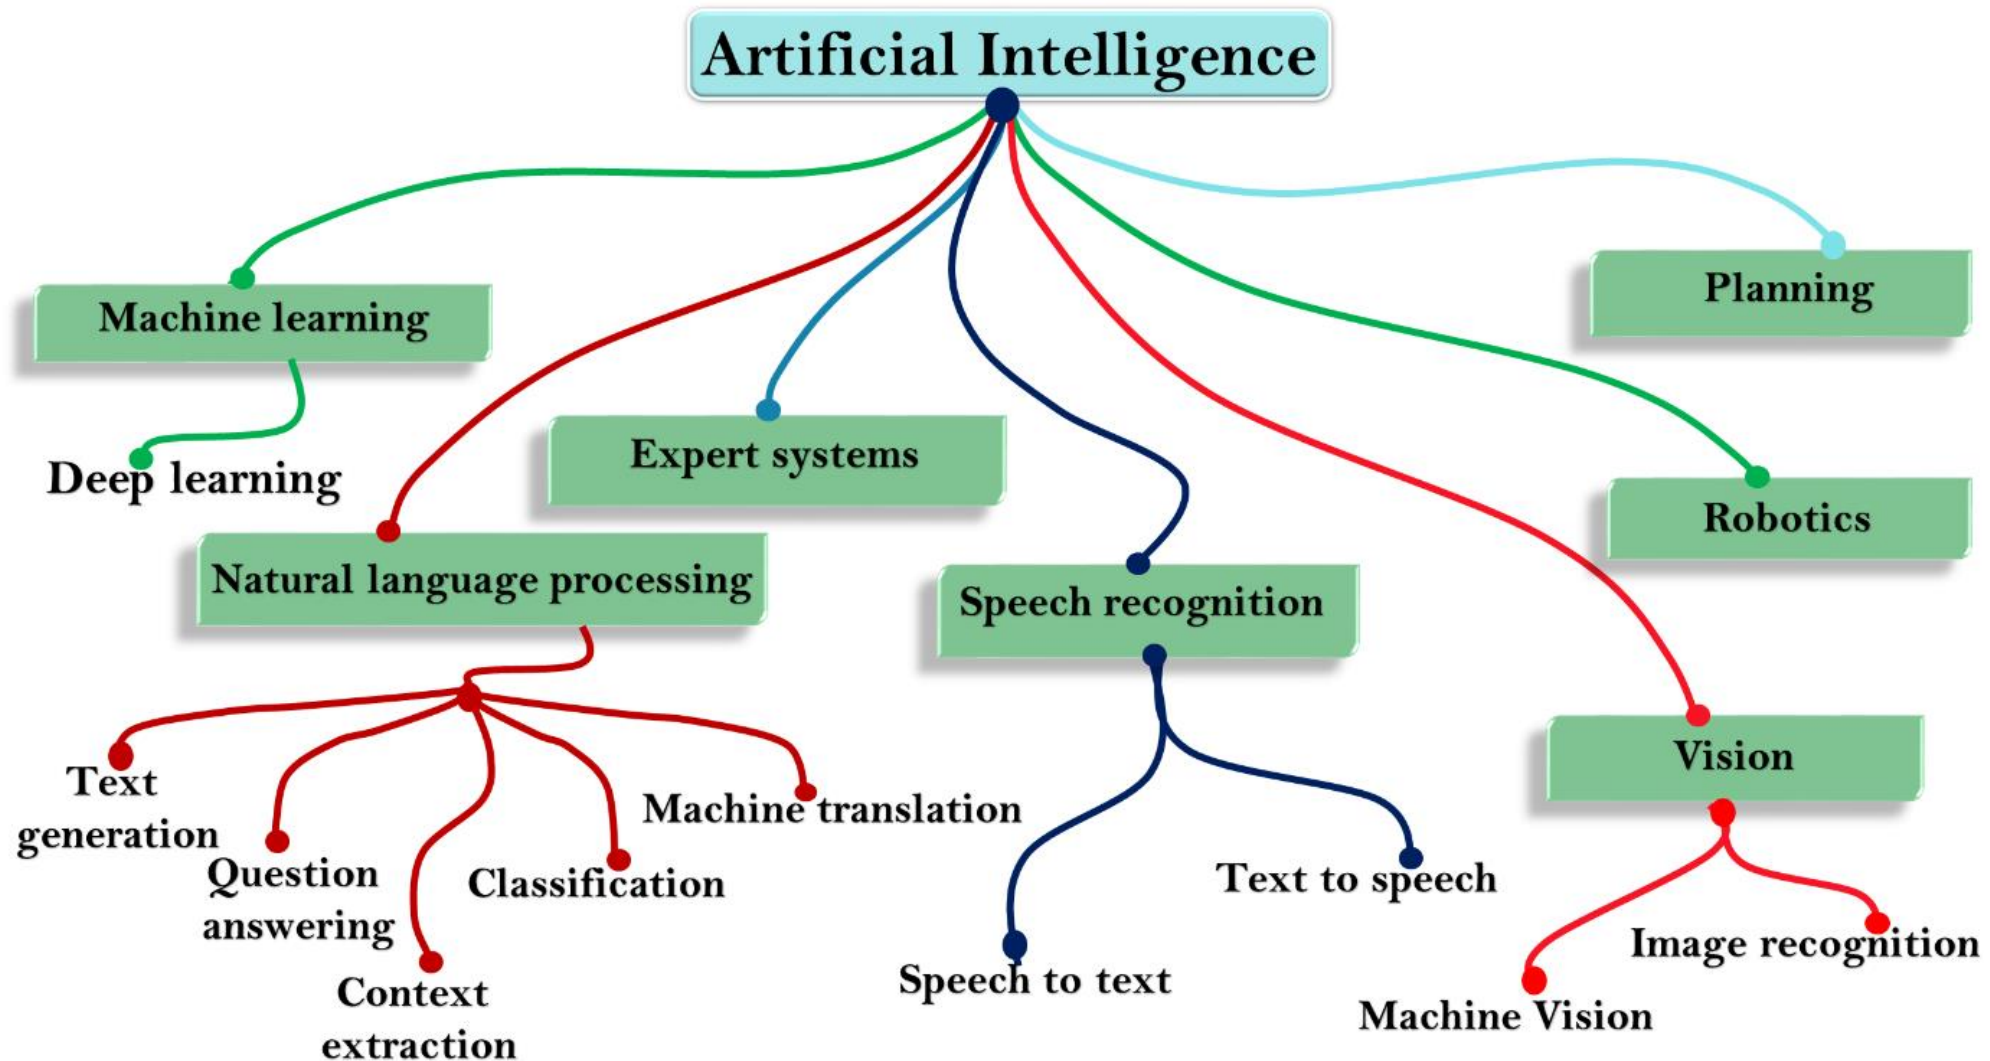 Artificial Intelligence
Machine learning
Deep learning
Natural language processing
Text
generation
Question
answering
Context
extraction
Classification
Machine translation
Expert systems
Speech recognition
Speech to text
Text to speech
Vision
Machine Vision
Image recognition
Robotics
Planning